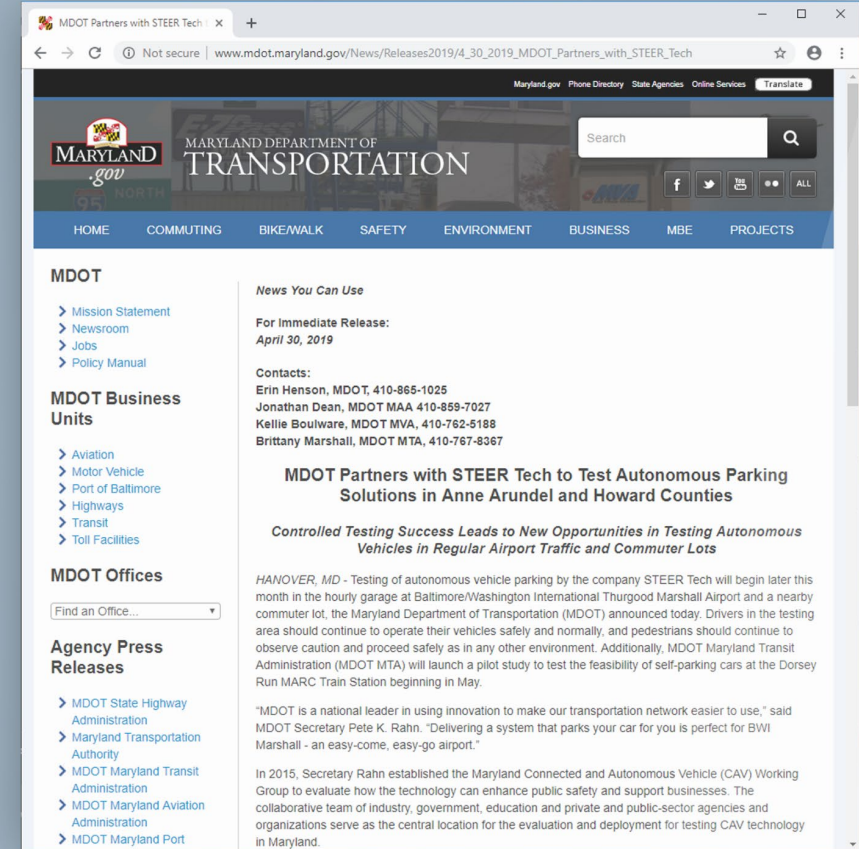 MDOT Partners with STEER Tech t
Not secure | www.mdot.maryland.gov/News/Releases2019/4_30_2019_MDOT_Partners_with_STEER_Tech
Maryland.gov Phone Directory State Agencies Online Services Translate
MARYLAND
.gov
MARYLAND DEPARTMENT OF
TRANSPORTATION
Search
E-ZPass
NORTH
95
MVA
f You Tube ALL
HOME COMMUTING BIKE/WALK SAFETY ENVIRONMENT BUSINESS MBE PROJECTS
MDOT
Mission Statement
Newsroom
Jobs
Policy Manual
MDOT Business
Units
Aviation
Motor Vehicle
Port of Baltimore
Highways
Transit
Toll Facilities
MDOT Offices
Find an Office...
Agency Press
Releases
MDOT State Highway
Administration
Maryland Transportation
Authority
MDOT Maryland Transit
Administration
MDOT Maryland Aviation
Administration
MDOT Maryland Port
News You Can Use
For Immediate Release:
April 30, 2019
Contacts:
Erin Henson, MDOT, 410-865-1025
Jonathan Dean, MDOT MAA 410-859-7027
Kellie Boulware, MDOT MVA, 410-762-5188
Brittany Marshall, MDOT MTA, 410-767-8367
MDOT Partners with STEER Tech to Test Autonomous Parking
Solutions in Anne Arundel and Howard Counties
Controlled Testing Success Leads to New Opportunities in Testing Autonomous
Vehicles in Regular Airport Traffic and Commuter Lots
HANOVER, MD - Testing of autonomous vehicle parking by the company STEER Tech will begin later this
month in the hourly garage at Baltimore/Washington International Thurgood Marshall Airport and a nearby
commuter lot, the Maryland Department of Transportation (MDOT) announced today. Drivers in the testing
area should continue to operate their vehicles safely and normally, and pedestrians should continue to
observe caution and proceed safely as in any other environment. Additionally, MDOT Maryland Transit
Administration (MDOT MTA) will launch a pilot study to test the feasibility of self-parking cars at the Dorsey
Run MARC Train Station beginning in May.
“MDOT is a national leader in using innovation to make our transportation network easier to use,” said
MDOT Secretary Pete K. Rahn. “Delivering a system that parks your car for you is perfect for BWI
Marshall - an easy-come, easy-go airport.”
In 2015, Secretary Rahn established the Maryland Connected and Autonomous Vehicle (CAV) Working
Group to evaluate how the technology can enhance public safety and support businesses. The
collaborative team of industry, government, education and private and public-sector agencies and
organizations serve as the central location for the evaluation and deployment for testing CAV technology
in Maryland.